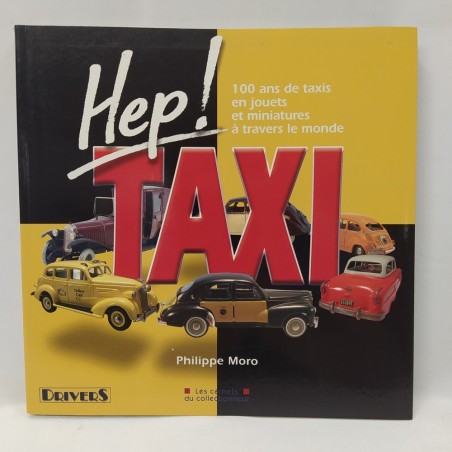 Hep!
100 ans de taxis
en jouets
et miniatures
à travers le monde
TAXI
Philippe Moro
DRIVERS
Les carnets
du collectionneur